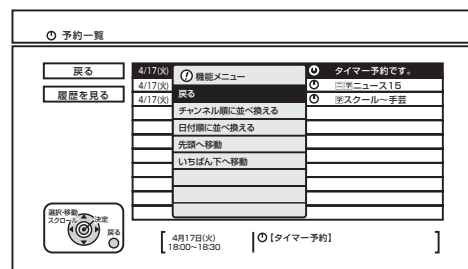 予約一覧
戻る
履歴を見る
4/17(火)
4/17(火)
4/17(火)
機能メニュー
戻る
チャンネル順に並べ換える
日付順に並べ換える
先頭へ移動
いちばん下へ移動
タイマー予約です。
ニュース15
スクール〜手芸
選択・移動
スクロール
決定
戻る
4月17日(火)
18:00~18:30
【タイマー予約】